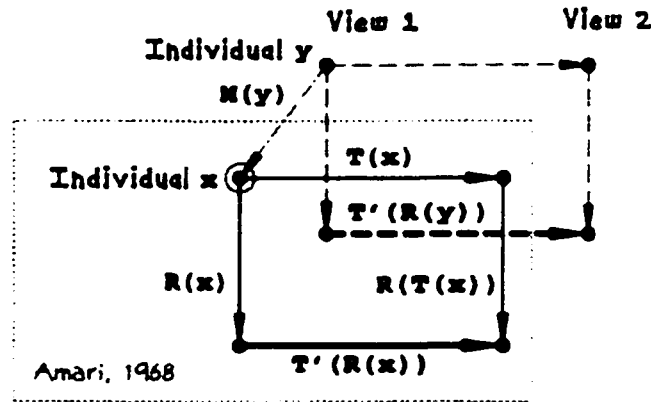 View 1 View 2
Individual y
M(y)
T(x)
Individual x
T'(R(y))
R(x) R(T(x))
T'(R(x))
Amari, 1968